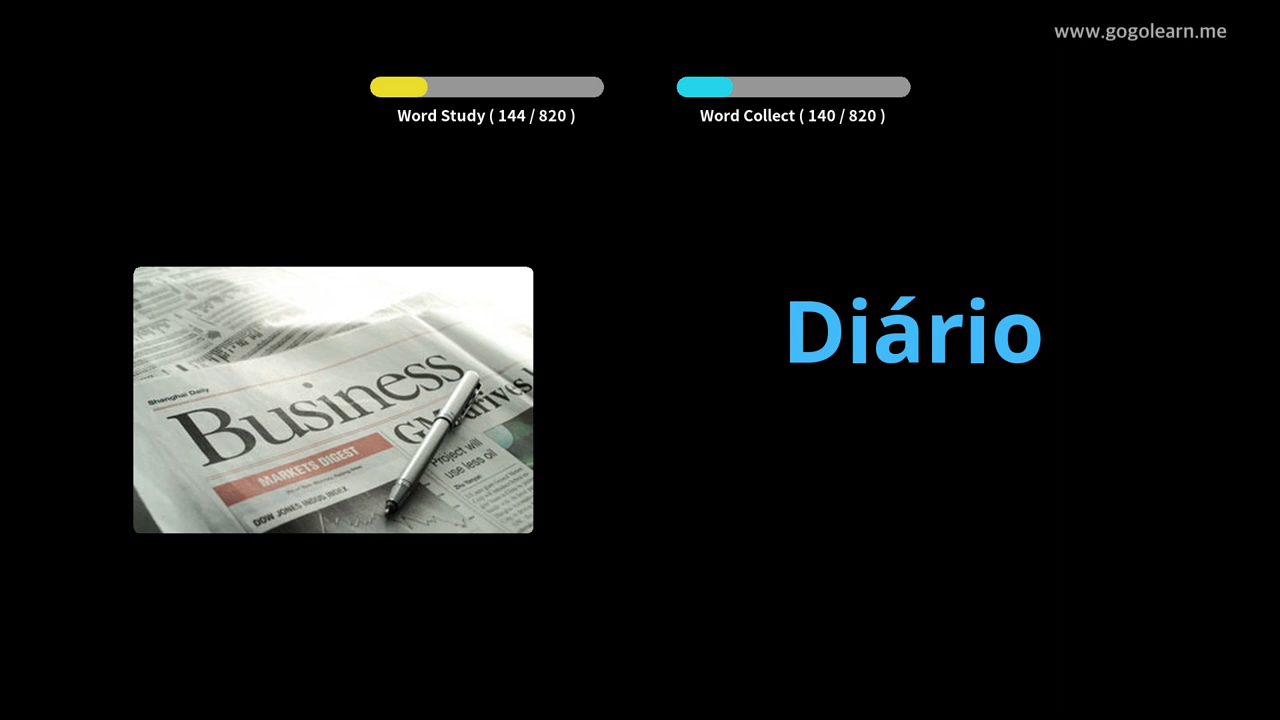 www.gogolearn.me
Word Study ( 144 / 820 )
Word Collect ( 140 / 820 )
Diário
Shanghai Daily
Business
GM drives
MARKETS DIGEST
Project will
use less oil
DOW JONES INDUS INDEX